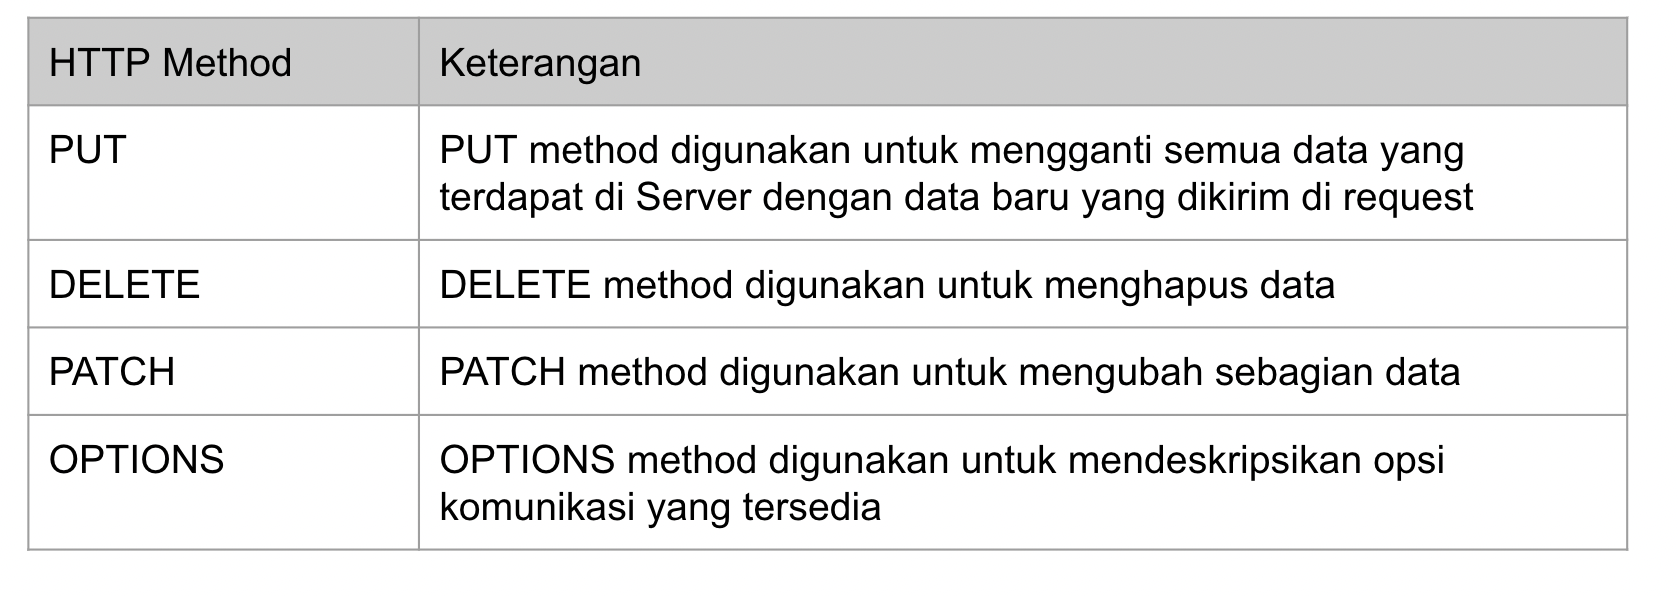 HTTP Method
Keterangan
PUT
PUT method digunakan untuk mengganti semua data yang
terdapat di Server dengan data baru yang dikirim di request
DELETE
DELETE method digunakan untuk menghapus data
PATCH
PATCH method digunakan untuk mengubah sebagian data
OPTIONS
OPTIONS method digunakan untuk mendeskripsikan opsi
komunikasi yang tersedia